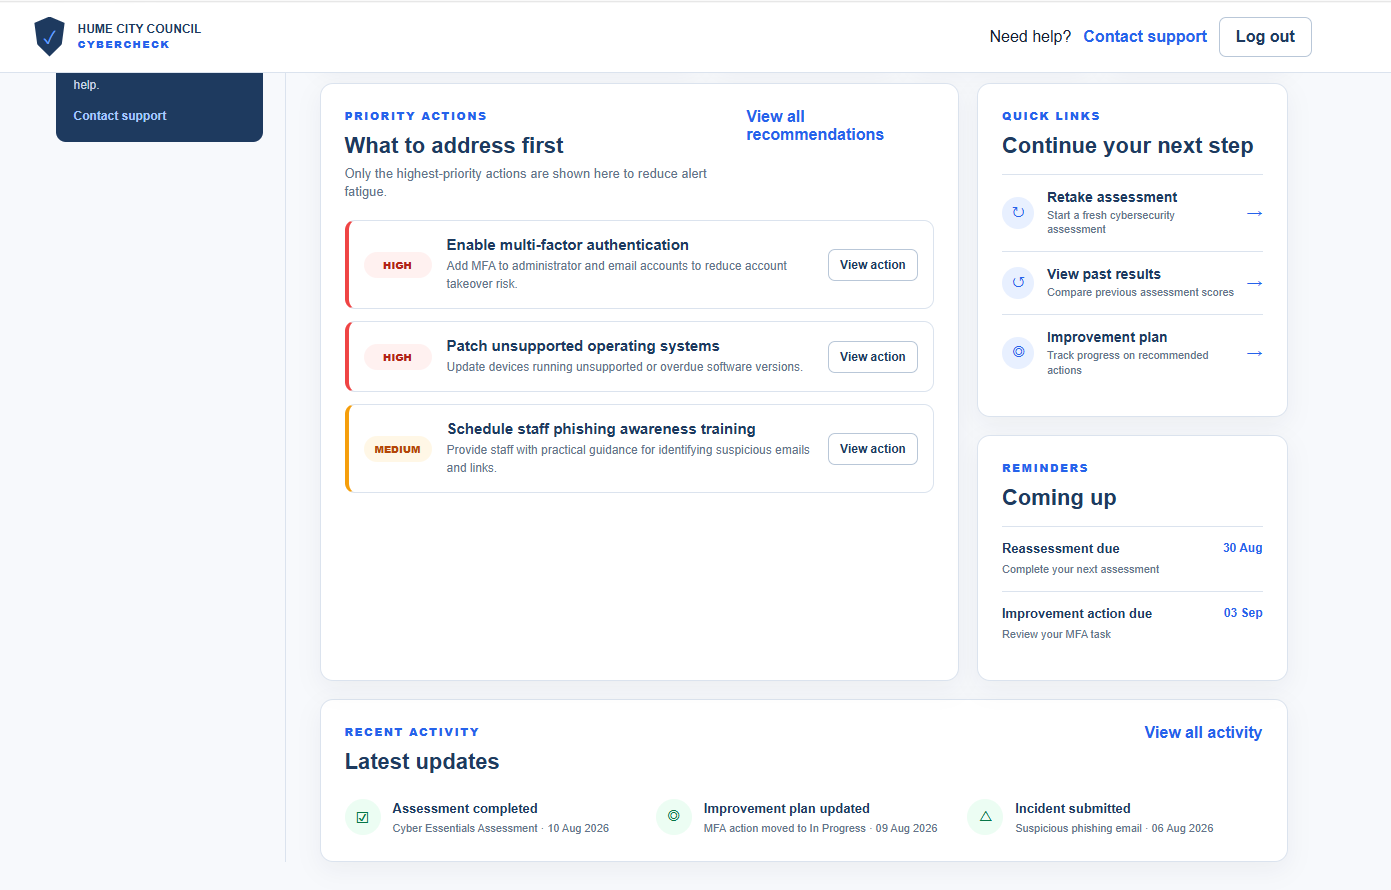 HUME CITY COUNCIL
CYBERCHECK
Need help? Contact support Log out
help.
Contact support
PRIORITY ACTIONS
What to address first
Only the highest-priority actions are shown here to reduce alert
fatigue.
View all
recommendations
HIGH
Enable multi-factor authentication
Add MFA to administrator and email accounts to reduce account
takeover risk.
View action
HIGH
Patch unsupported operating systems
Update devices running unsupported or overdue software versions.
View action
MEDIUM
Schedule staff phishing awareness training
Provide staff with practical guidance for identifying suspicious emails
and links.
View action
QUICK LINKS
Continue your next step
Retake assessment
Start a fresh cybersecurity
assessment
View past results
Compare previous assessment scores
Improvement plan
Track progress on recommended
actions
REMINDERS
Coming up
Reassessment due 30 Aug
Complete your next assessment
Improvement action due 03 Sep
Review your MFA task
RECENT ACTIVITY
Latest updates
View all activity
Assessment completed
Cyber Essentials Assessment · 10 Aug 2026
Improvement plan updated
MFA action moved to In Progress · 09 Aug 2026
Incident submitted
Suspicious phishing email · 06 Aug 2026